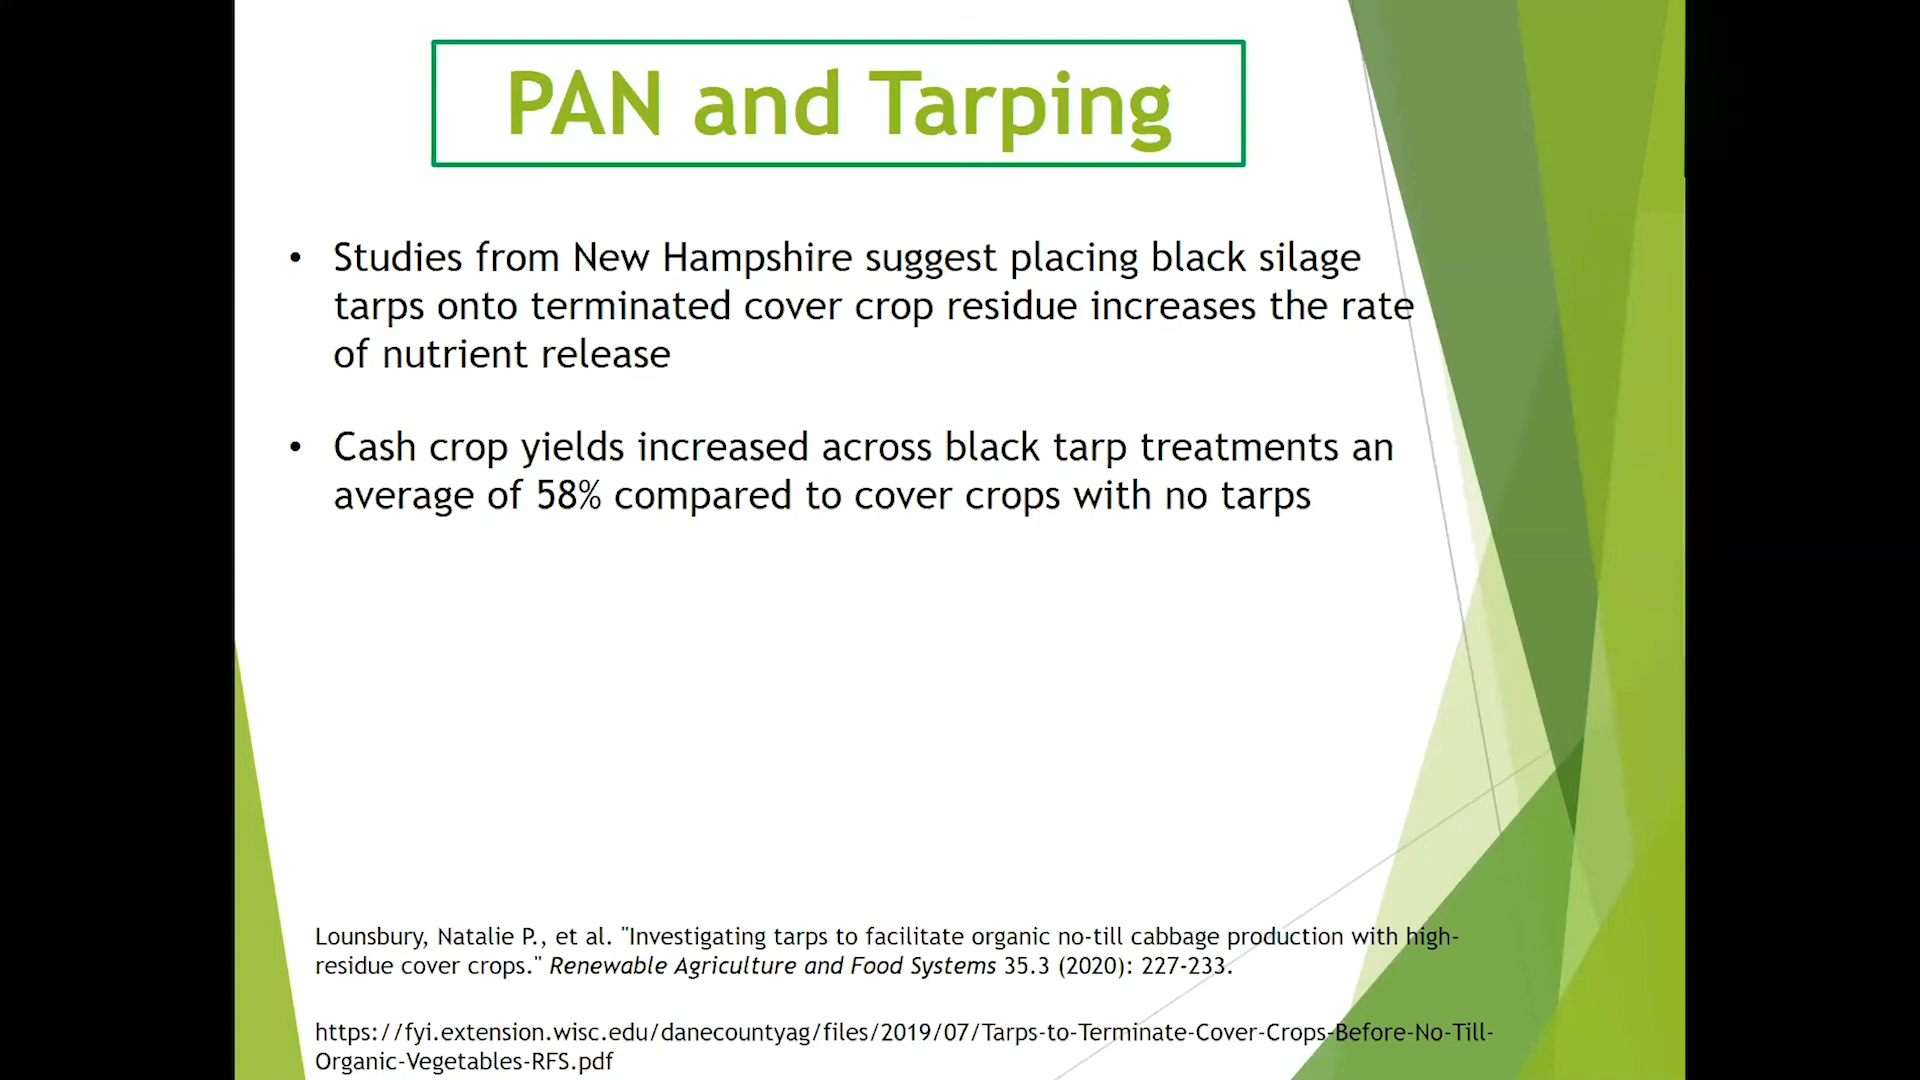 PAN and Tarping
• Studies from New Hampshire suggest placing black silage
tarps onto terminated cover crop residue increases the rate
of nutrient release
• Cash crop yields increased across black tarp treatments an
average of 58% compared to cover crops with no tarps
Lounsbury, Natalie P., et al. "Investigating tarps to facilitate organic no-till cabbage production with high-
residue cover crops." Renewable Agriculture and Food Systems 35.3 (2020): 227-233.
https://fyi.extension.wisc.edu/danecountyag/files/2019/07/Tarps-to-Terminate-Cover-Crops-Before-No-Till-
Organic-Vegetables-RFS.pdf